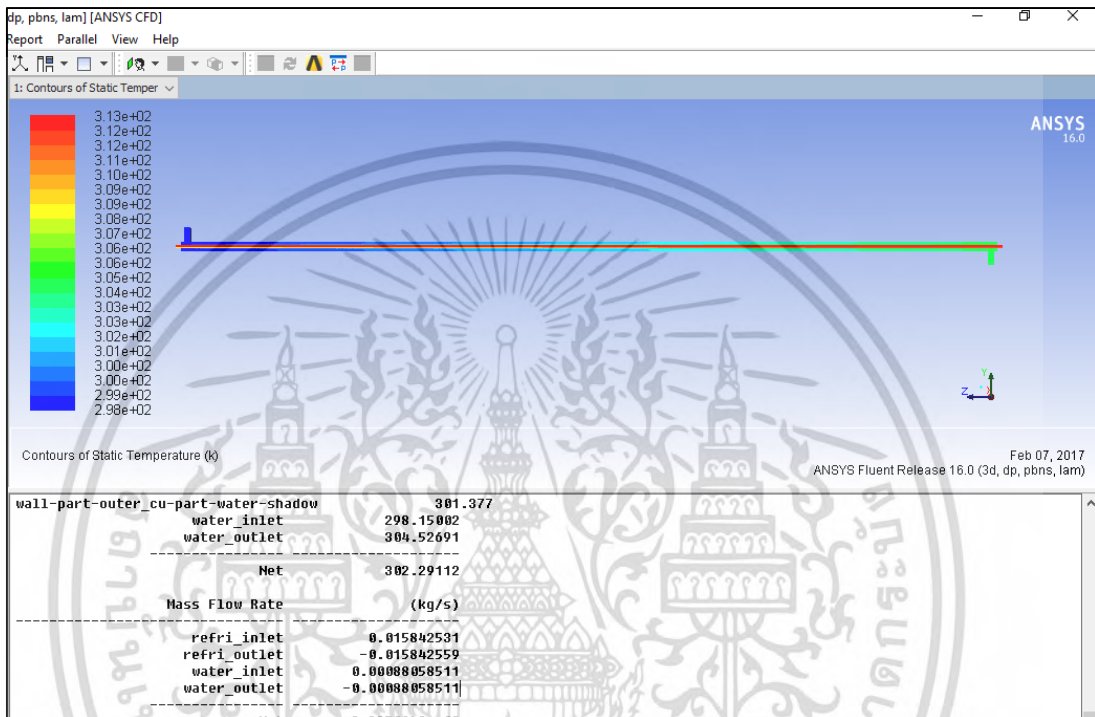 dp, pbns, lam] [ANSYS CFD]
Report Parallel View Help
1: Contours of Static Temper
3.13e+02
3.12e+02
3.12e+02
3.11e+02
3.10e+02
3.09e+02
3.09e+02
3.08e+02
3.07e+02
3.06e+02
3.06e+02
3.05e+02
3.04e+02
3.03e+02
3.03e+02
3.02e+02
3.01e+02
3.00e+02
3.00e+02
2.99e+02
2.98e+02
ANSYS
16.0
Y
Z
Contours of Static Temperature (k)
Feb 07, 2017
ANSYS Fluent Release 16.0 (3d, dp, pbns, lam)
wall-part-outer_cu-part-water-shadow 301.377
water_inlet 298.15002
water_outlet 304.52691
Net 302.29112
Mass Flow Rate (kg/s)
refri_inlet 0.015842531
refri_outlet -0.015842559
water_inlet 0.00088058511
water_outlet -0.00088058511